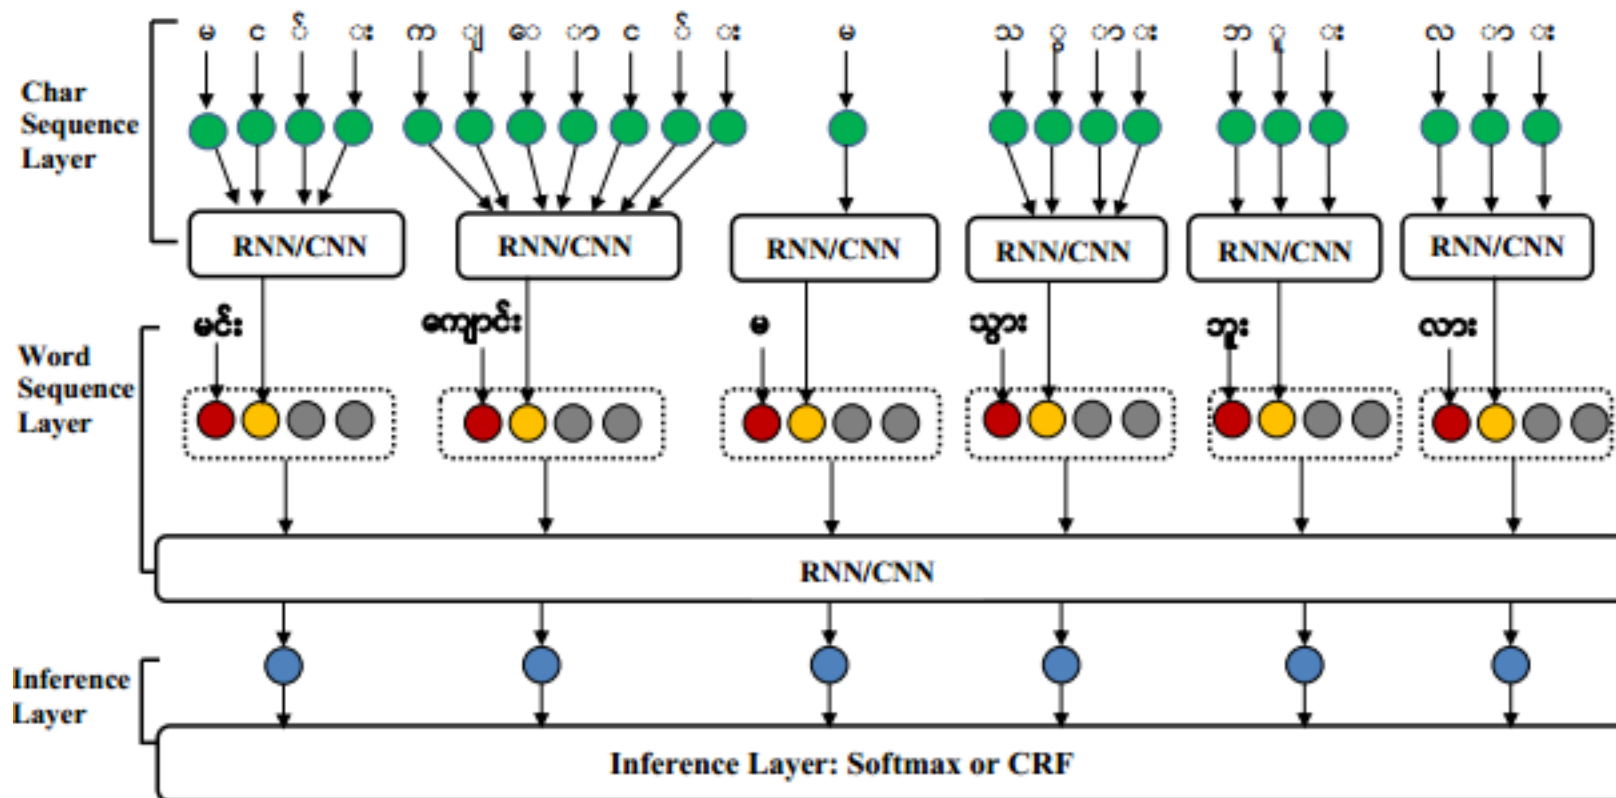 မ င ် း က ျ ေ ာ င ် း မ သ ွ ာ း ဘ ူ း လ ာ း
Char
Sequence
Layer
RNN/CNN RNN/CNN RNN/CNN RNN/CNN RNN/CNN RNN/CNN
မင်း ကျောင်း မ သွား ဘူး လား
Word
Sequence
Layer
RNN/CNN
Inference
Layer
Inference Layer: Softmax or CRF